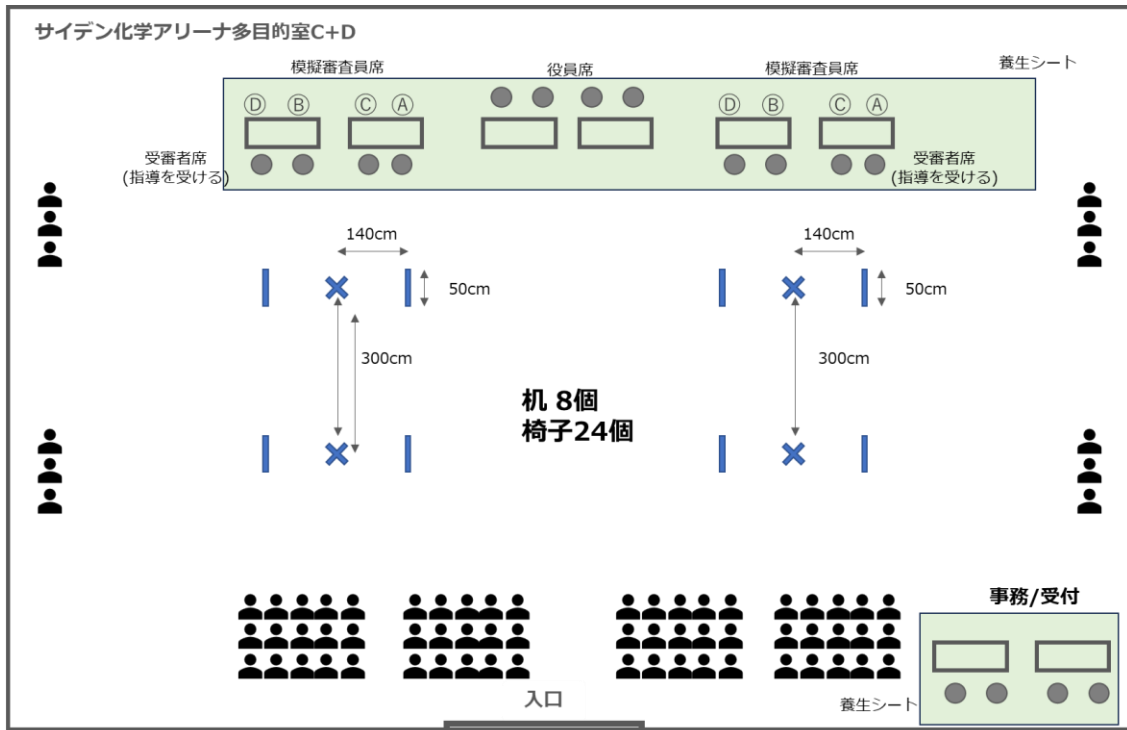 サイデン化学アリーナ多目的室C+D
模擬審査員席
役員席
模擬審査員席
養生シート
Ⓓ Ⓑ Ⓒ Ⓐ
Ⓓ Ⓑ Ⓒ Ⓐ
受審者席
(指導を受ける)
受審者席
(指導を受ける)
140cm
140cm
50cm
50cm
300cm
300cm
机 8個
椅子24個
事務/受付
入口
養生シート